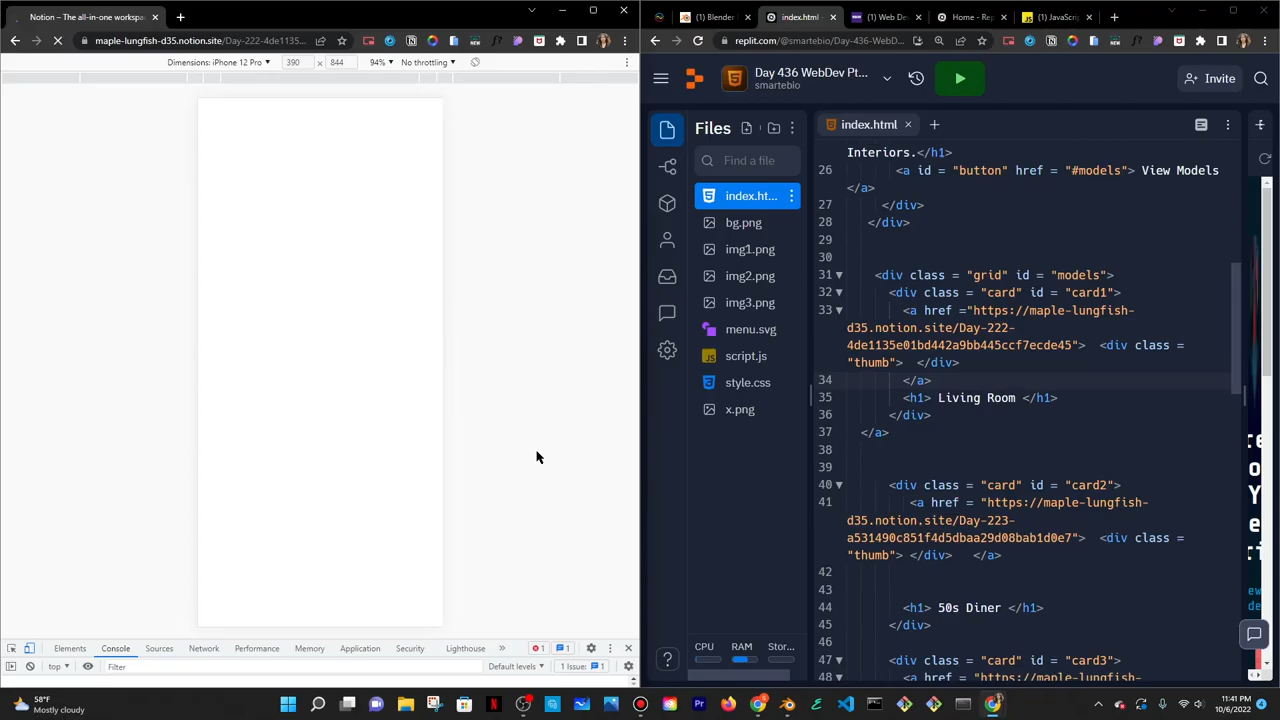 Notion – The all-in-one workspa
maple-lungfish-d35.notion.site/Day-222-4de1135...
Dimensions: iPhone 12 Pro
390
×
844
94%
No throttling
Elements
Console
Sources
Network
Performance
Memory
Application
Security
Lighthouse
»
1
1
top
Filter
Default levels
1 Issue:
1
(1) Blender
index.html -
(1) Web De
Home - Rep
(1) JavaScri
replit.com/@smartebio/Day-436-WebD...
NEW
NEW
Day 436 WebDev Pt...
smartebio
Invite
Files
Find a file
index.ht...
bg.png
img1.png
img2.png
img3.png
menu.svg
script.js
style.css
x.png
CPU
RAM
Stor...
index.html
Interiors.</h1>
26 <a id = "button" href = "#models"> View Models
</a>
27 </div>
28 </div>
29
30
31 <div class = "grid" id = "models">
32 <div class = "card" id = "card1">
33 <a href ="https://maple-lungfish-
d35.notion.site/Day-222-
4de1135e01bd442a9bb445ccf7ecde45"> <div class =
"thumb"> </div>
34 </a>
35 <h1> Living Room </h1>
36 </div>
37 </a>
38
39
40 <div class = "card" id = "card2">
41 <a href = "https://maple-lungfish-
d35.notion.site/Day-223-
a531490c851f4d5dbaa29d08bab1d0e7"> <div class =
"thumb"> </div> </a>
42
43
44 <h1> 50s Diner </h1>
45 </div>
46
47 <div class = "card" id = "card3">
48 <a href = "https://maple-lungfish-
58°F
Mostly cloudy
11:41 PM
10/6/2022